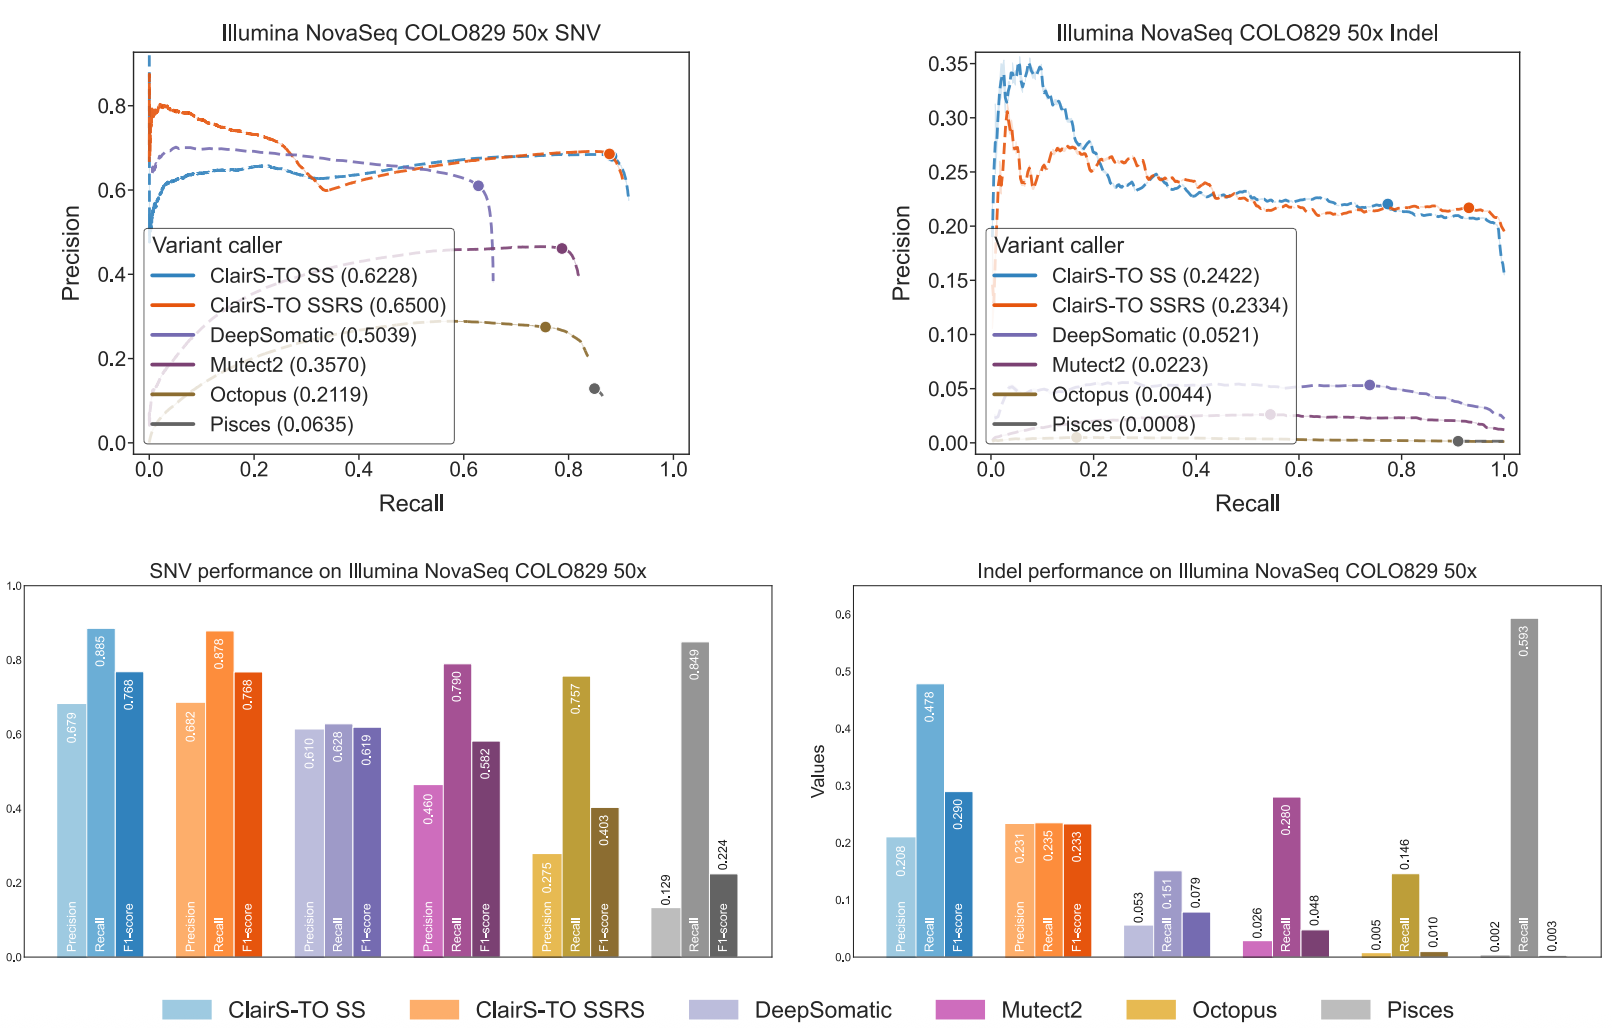 Illumina NovaSeq COLO829 50x SNV
Precision
0.8
0.6
0.4
0.2
0.0
Variant caller
ClairS-TO SS (0.6228)
ClairS-TO SSRS (0.6500)
DeepSomatic (0.5039)
Mutect2 (0.3570)
Octopus (0.2119)
Pisces (0.0635)
0.0 0.2 0.4 0.6 0.8 1.0
Recall
Illumina NovaSeq COLO829 50x Indel
Precision
0.35
0.30
0.25
0.20
0.15
0.10
0.05
0.00
Variant caller
ClairS-TO SS (0.2422)
ClairS-TO SSRS (0.2334)
DeepSomatic (0.0521)
Mutect2 (0.0223)
Octopus (0.0044)
Pisces (0.0008)
0.0 0.2 0.4 0.6 0.8 1.0
Recall
SNV performance on Illumina NovaSeq COLO829 50x
1.0
0.8
0.6
0.4
0.2
0.0
0.679 0.885 0.768
Precision Recall F1-score
0.682 0.878 0.768
Precision Recall F1-score
0.610 0.628 0.619
Precision Recall F1-score
0.460 0.790 0.582
Precision Recall F1-score
0.275 0.757 0.403
Precision Recall F1-score
0.129 0.849 0.224
Precision Recall F1-score
Indel performance on Illumina NovaSeq COLO829 50x
Values
0.6
0.5
0.4
0.3
0.2
0.1
0.0
0.208 0.478 0.290
Precision Recall F1-score
0.231 0.235 0.233
Precision Recall F1-score
0.053 0.151 0.079
Recall
0.026 0.280 0.048
Recall
0.005 0.146 0.010
Recall
0.002 0.593 0.003
Recall
ClairS-TO SS ClairS-TO SSRS DeepSomatic Mutect2 Octopus Pisces